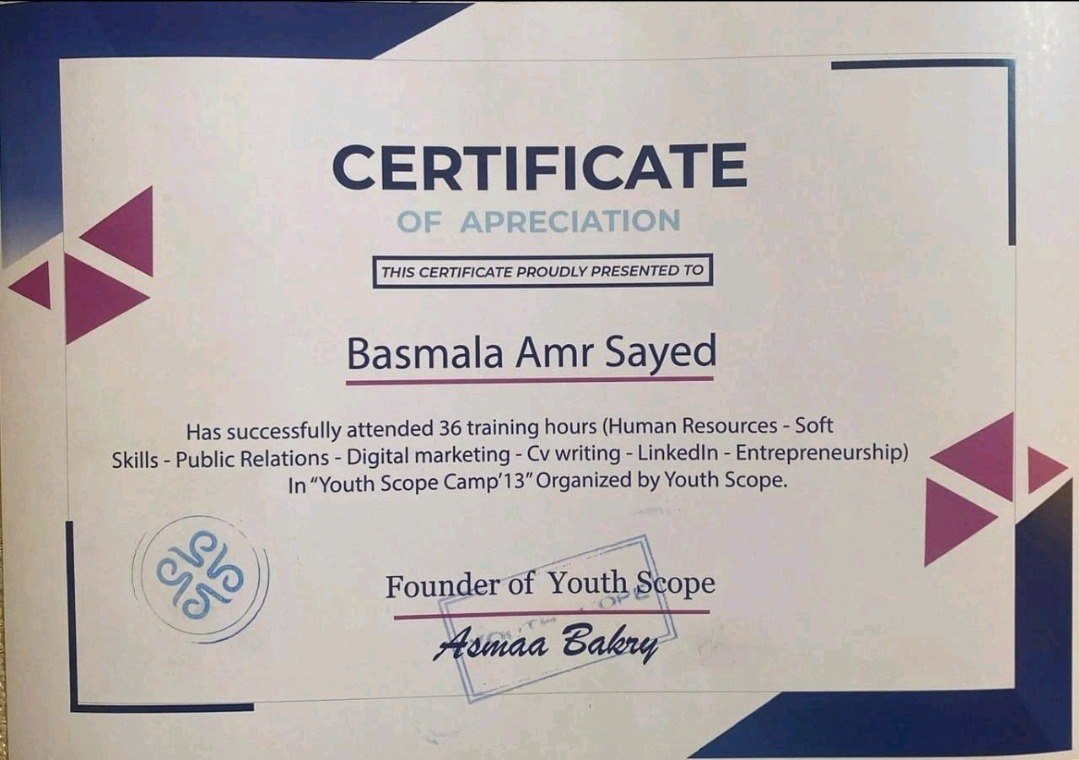 CERTIFICATE
OF APRECIATION
THIS CERTIFICATE PROUDLY PRESENTED TO
Basmala Amr Sayed
Has successfully attended 36 training hours (Human Resources - Soft
Skills - Public Relations - Digital marketing - Cv writing - LinkedIn - Entrepreneurship)
In "Youth Scope Camp'13" Organized by Youth Scope.
Founder of Youth Scope
YOUTH SCOPE
Asmaa Bakry